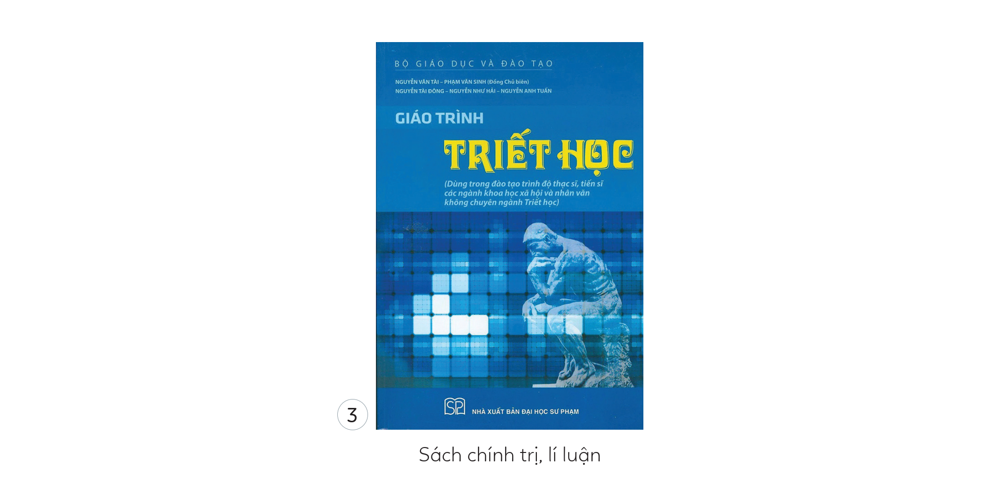 BỘ GIÁO DỤC VÀ ĐÀO TẠO
NGUYỄN VĂN TÀI – PHẠM VĂN SINH (Đồng Chủ biên)
NGUYỄN TÀI ĐÔNG – NGUYỄN NHƯ HẢI – NGUYỄN ANH TUẤN
GIÁO TRÌNH
TRIẾT HỌC
(Dùng trong đào tạo trình độ thạc sĩ, tiến sĩ
các ngành khoa học xã hội và nhân văn
không chuyên ngành Triết học)
SP NHÀ XUẤT BẢN ĐẠI HỌC SƯ PHẠM
3
Sách chính trị, lí luận